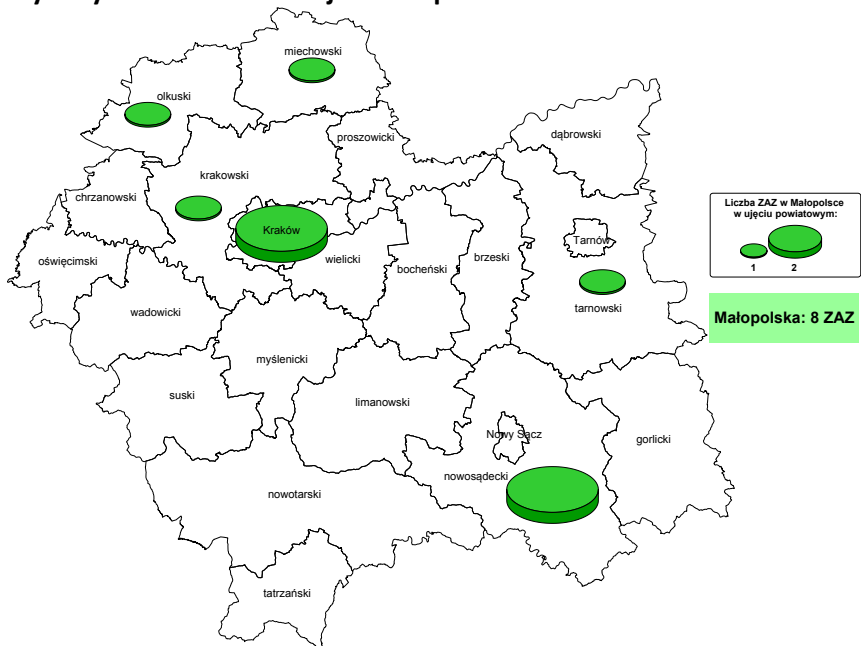 miechowski
olkuski
proszowicki
dąbrowski
krakowski
chrzanowski
Kraków
Tarnów
oświęcimski
wielicki
bocheński
brzeski
wadowicki
tarnowski
myślenicki
suski
limanowski
Nowy Sącz
gorlicki
nowosądecki
nowotarski
tatrzański
Liczba ZAZ w Małopolsce
w ujęciu powiatowym:
1 2
Małopolska: 8 ZAZ